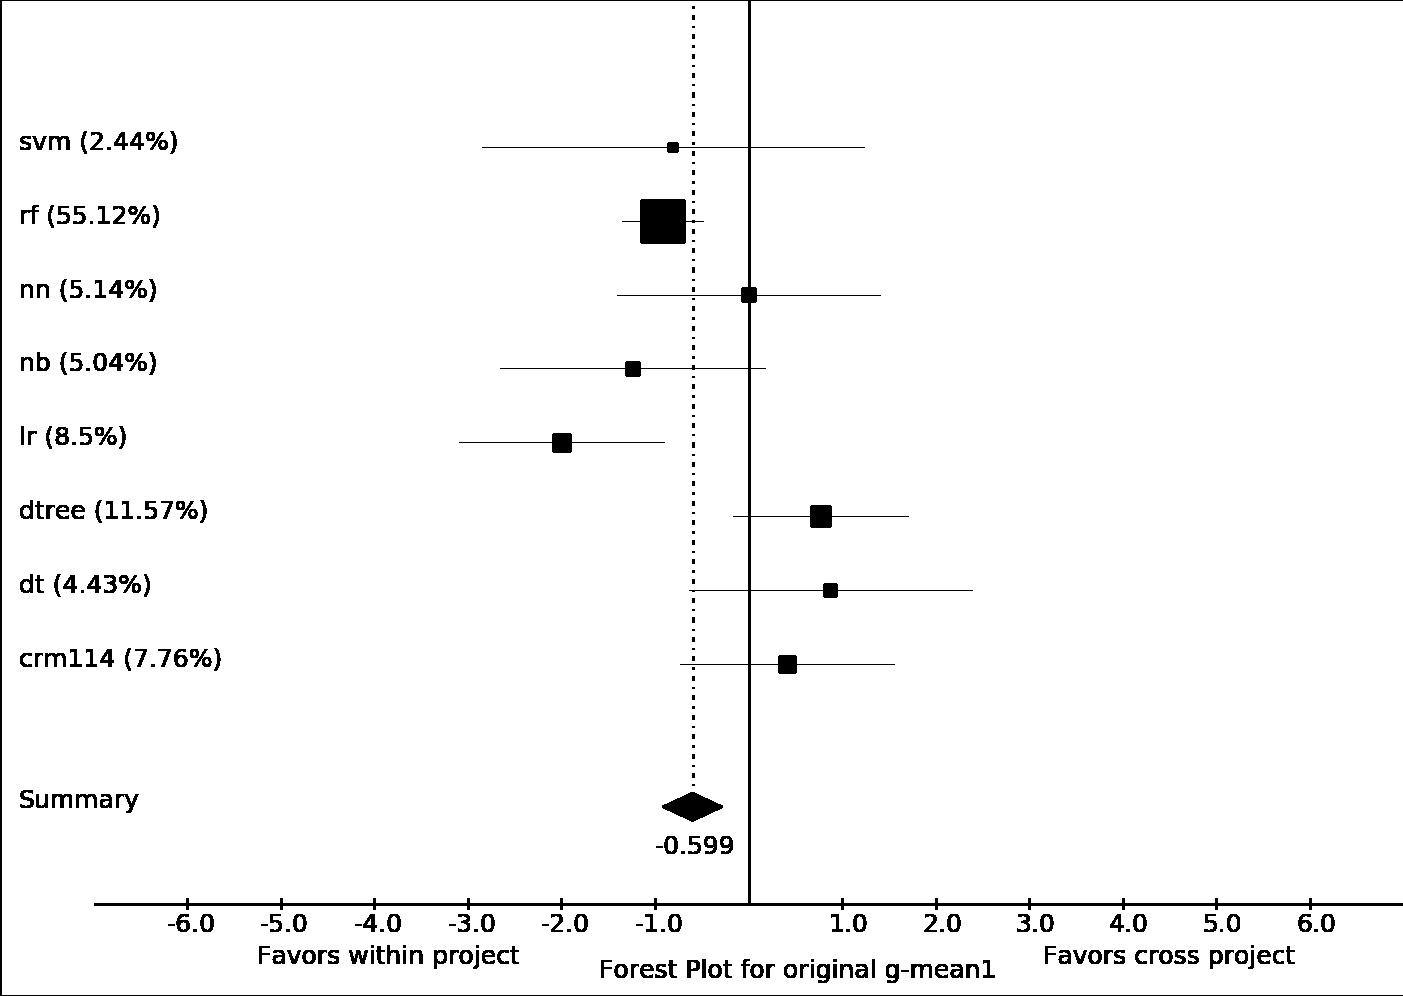 svm (2.44%)
rf (55.12%)
nn (5.14%)
nb (5.04%)
lr (8.5%)
dtree (11.57%)
dt (4.43%)
crm114 (7.76%)
Summary
-0.599
-6.0 -5.0 -4.0 -3.0 -2.0 -1.0 1.0 2.0 3.0 4.0 5.0 6.0
Favors within project Favors cross project
Forest Plot for original g-mean1